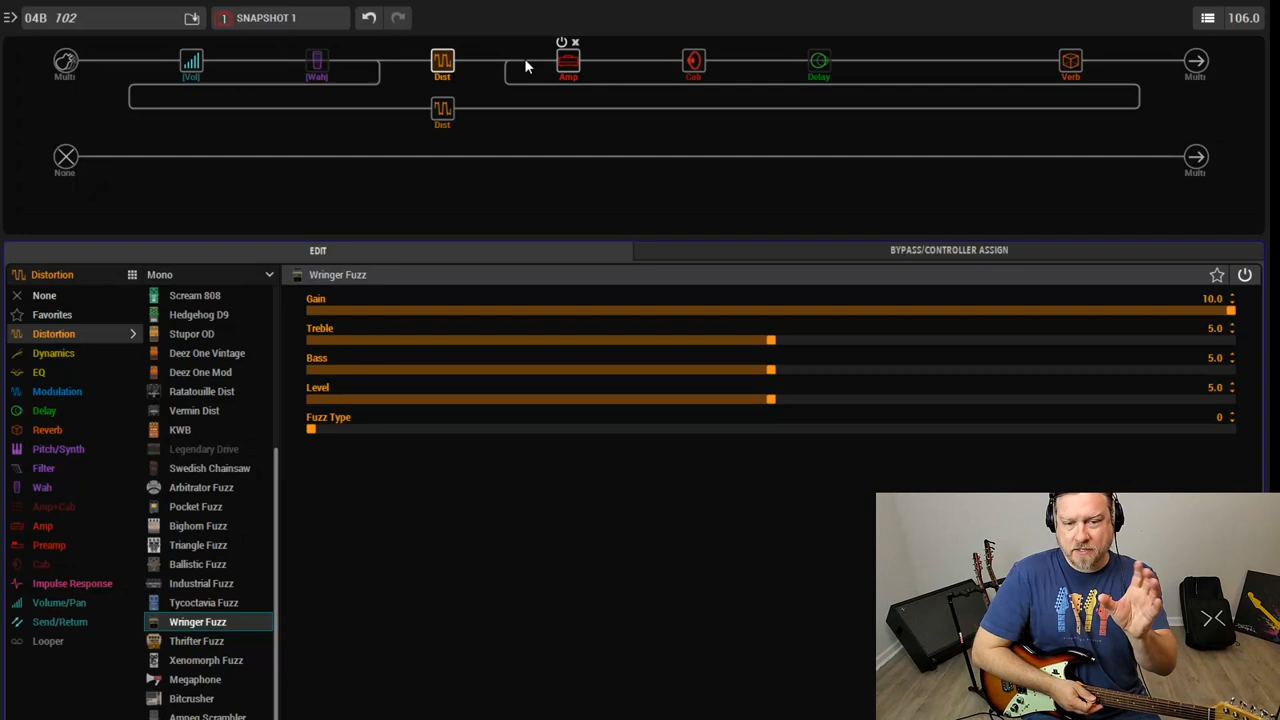 04B 102
1 SNAPSHOT 1
106.0
Multi
[Vol]
[Wah]
Dist
Amp
Cab
Delay
Verb
Multi
Dist
None
Multi
EDIT
BYPASS/CONTROLLER ASSIGN
Distortion
Mono
Wringer Fuzz
None
Favorites
Distortion
Dynamics
EQ
Modulation
Delay
Reverb
Pitch/Synth
Filter
Wah
Amp+Cab
Amp
Preamp
Cab
Impulse Response
Volume/Pan
Send/Return
Looper
Scream 808
Hedgehog D9
Stupor OD
Deez One Vintage
Deez One Mod
Ratatouille Dist
Vermin Dist
KWB
Legendary Drive
Swedish Chainsaw
Arbitrator Fuzz
Pocket Fuzz
Bighorn Fuzz
Triangle Fuzz
Ballistic Fuzz
Industrial Fuzz
Tycoctavia Fuzz
Wringer Fuzz
Thrifter Fuzz
Xenomorph Fuzz
Megaphone
Bitcrusher
Ampeg Scrambler
Gain 10.0
Treble 5.0
Bass 5.0
Level 5.0
Fuzz Type 0